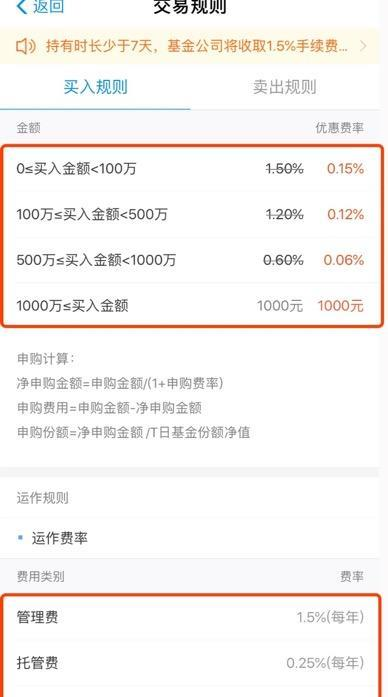 返回 交易规则
持有时长少于7天，基金公司将收取1.5%手续费...
买入规则 卖出规则
金额 优惠费率
0≤买入金额<100万 1.50% 0.15%
100万≤买入金额<500万 1.20% 0.12%
500万≤买入金额<1000万 0.60% 0.06%
1000万≤买入金额 1000元 1000元
申购计算：
净申购金额=申购金额/(1+申购费率)
申购费用=申购金额-净申购金额
申购份额=净申购金额/T日基金份额净值
运作规则
运作费率
费用类别 费率
管理费 1.5%(每年)
托管费 0.25%(每年)